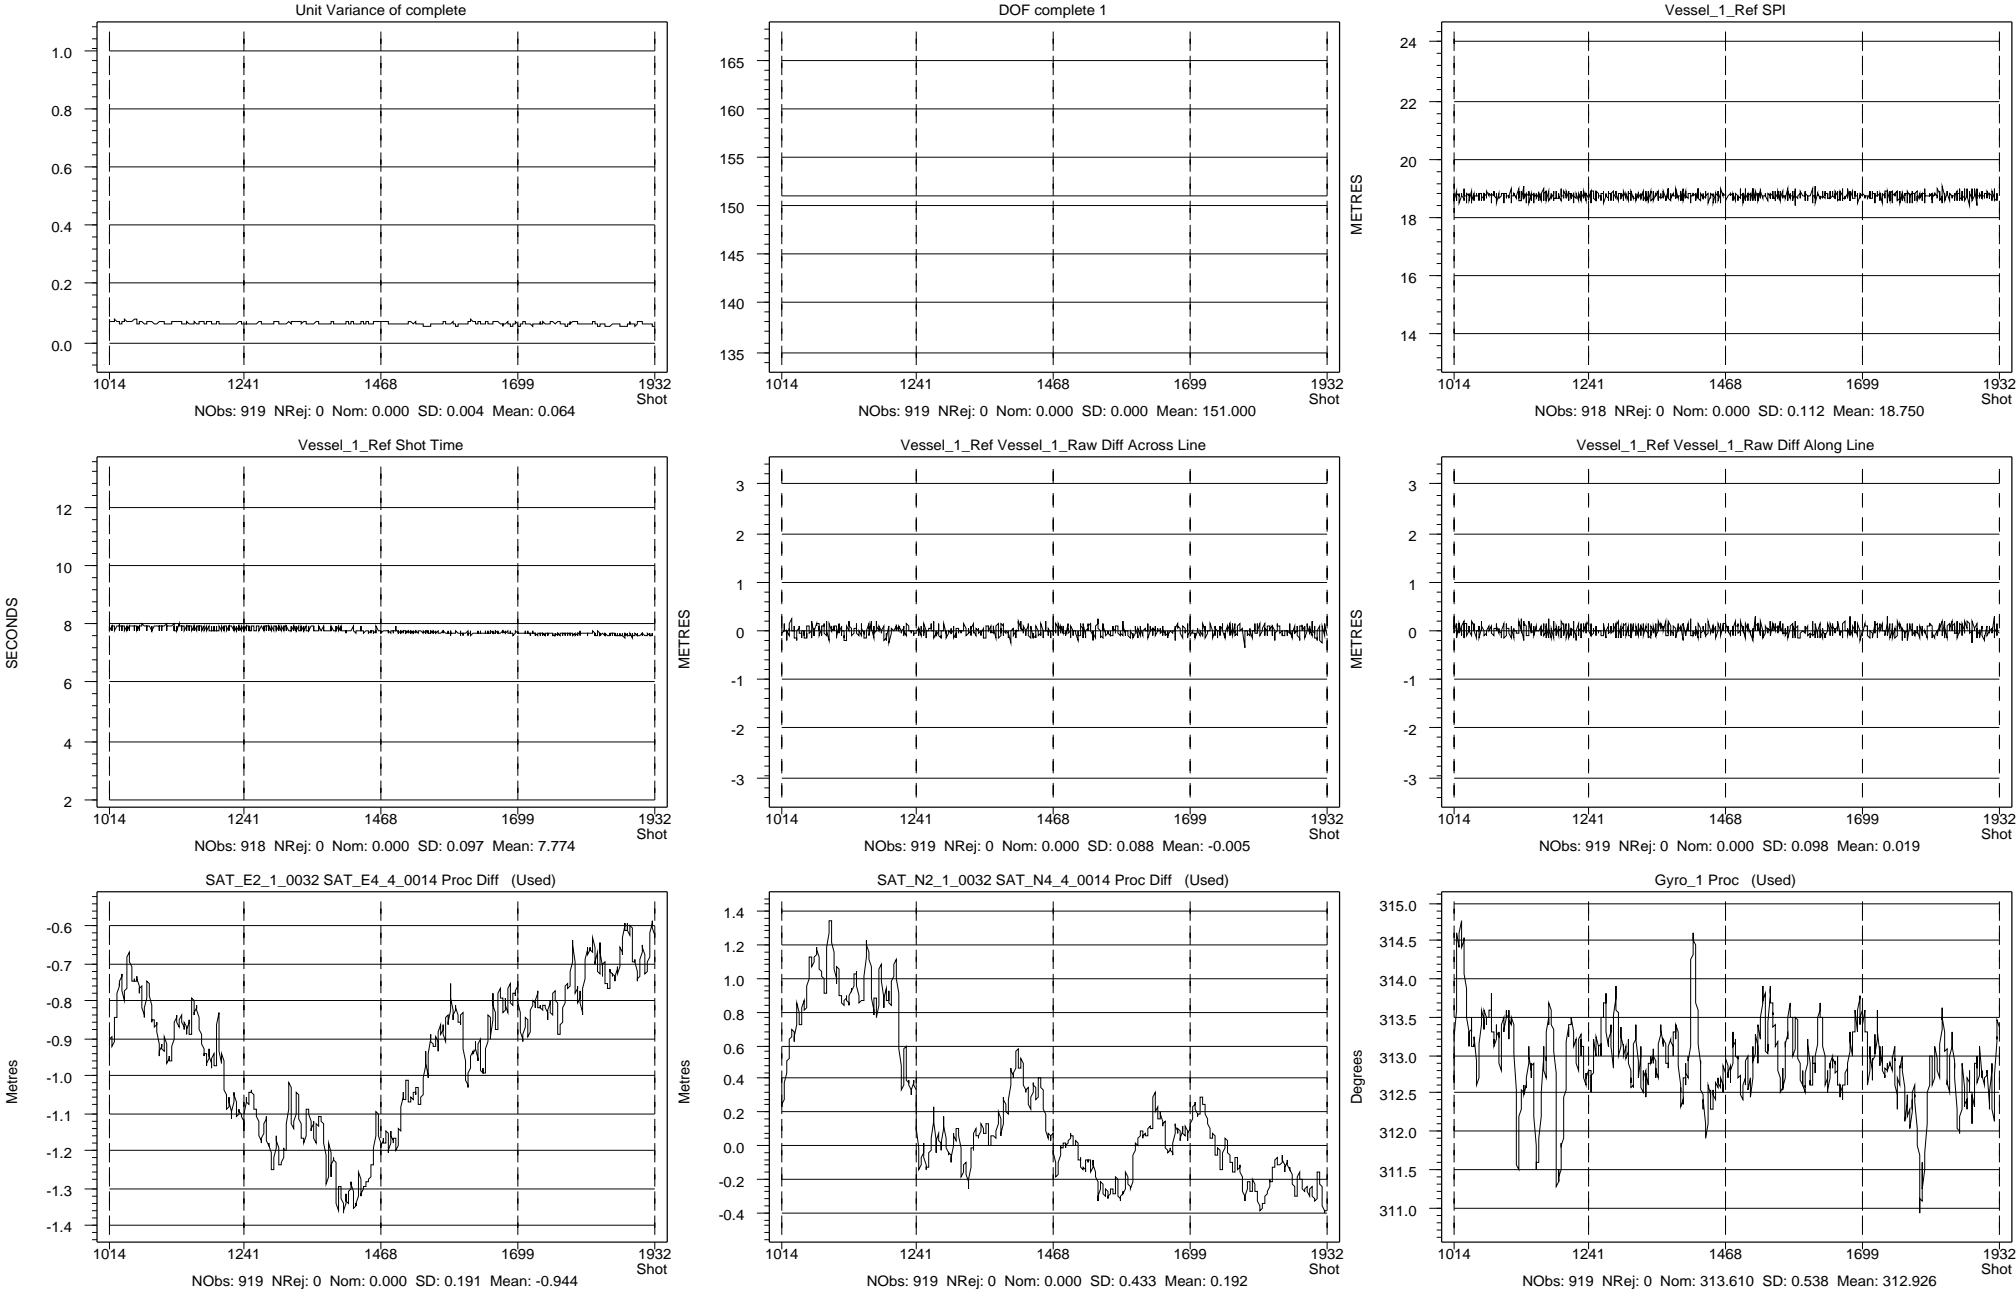 Unit Variance of complete
1.0
0.8
0.6
0.4
0.2
0.0
1014 1241 1468 1699 1932
Shot
NObs: 919 NRej: 0 Nom: 0.000 SD: 0.004 Mean: 0.064
DOF complete 1
165
160
155
150
145
140
135
1014 1241 1468 1699 1932
Shot
NObs: 919 NRej: 0 Nom: 0.000 SD: 0.000 Mean: 151.000
Vessel_1_Ref SPI
METRES
24
22
20
18
16
14
1014 1241 1468 1699 1932
Shot
NObs: 918 NRej: 0 Nom: 0.000 SD: 0.112 Mean: 18.750
Vessel_1_Ref Shot Time
SECONDS
12
10
8
6
4
2
1014 1241 1468 1699 1932
Shot
NObs: 918 NRej: 0 Nom: 0.000 SD: 0.097 Mean: 7.774
Vessel_1_Ref Vessel_1_Raw Diff Across Line
METRES
3
2
1
0
-1
-2
-3
1014 1241 1468 1699 1932
Shot
NObs: 919 NRej: 0 Nom: 0.000 SD: 0.088 Mean: -0.005
Vessel_1_Ref Vessel_1_Raw Diff Along Line
METRES
3
2
1
0
-1
-2
-3
1014 1241 1468 1699 1932
Shot
NObs: 919 NRej: 0 Nom: 0.000 SD: 0.098 Mean: 0.019
SAT_E2_1_0032 SAT_E4_4_0014 Proc Diff (Used)
Metres
-0.6
-0.7
-0.8
-0.9
-1.0
-1.1
-1.2
-1.3
-1.4
1014 1241 1468 1699 1932
Shot
NObs: 919 NRej: 0 Nom: 0.000 SD: 0.191 Mean: -0.944
SAT_N2_1_0032 SAT_N4_4_0014 Proc Diff (Used)
Metres
1.4
1.2
1.0
0.8
0.6
0.4
0.2
0.0
-0.2
-0.4
1014 1241 1468 1699 1932
Shot
NObs: 919 NRej: 0 Nom: 0.000 SD: 0.433 Mean: 0.192
Gyro_1 Proc (Used)
Degrees
315.0
314.5
314.0
313.5
313.0
312.5
312.0
311.5
311.0
1014 1241 1468 1699 1932
Shot
NObs: 919 NRej: 0 Nom: 313.610 SD: 0.538 Mean: 312.926